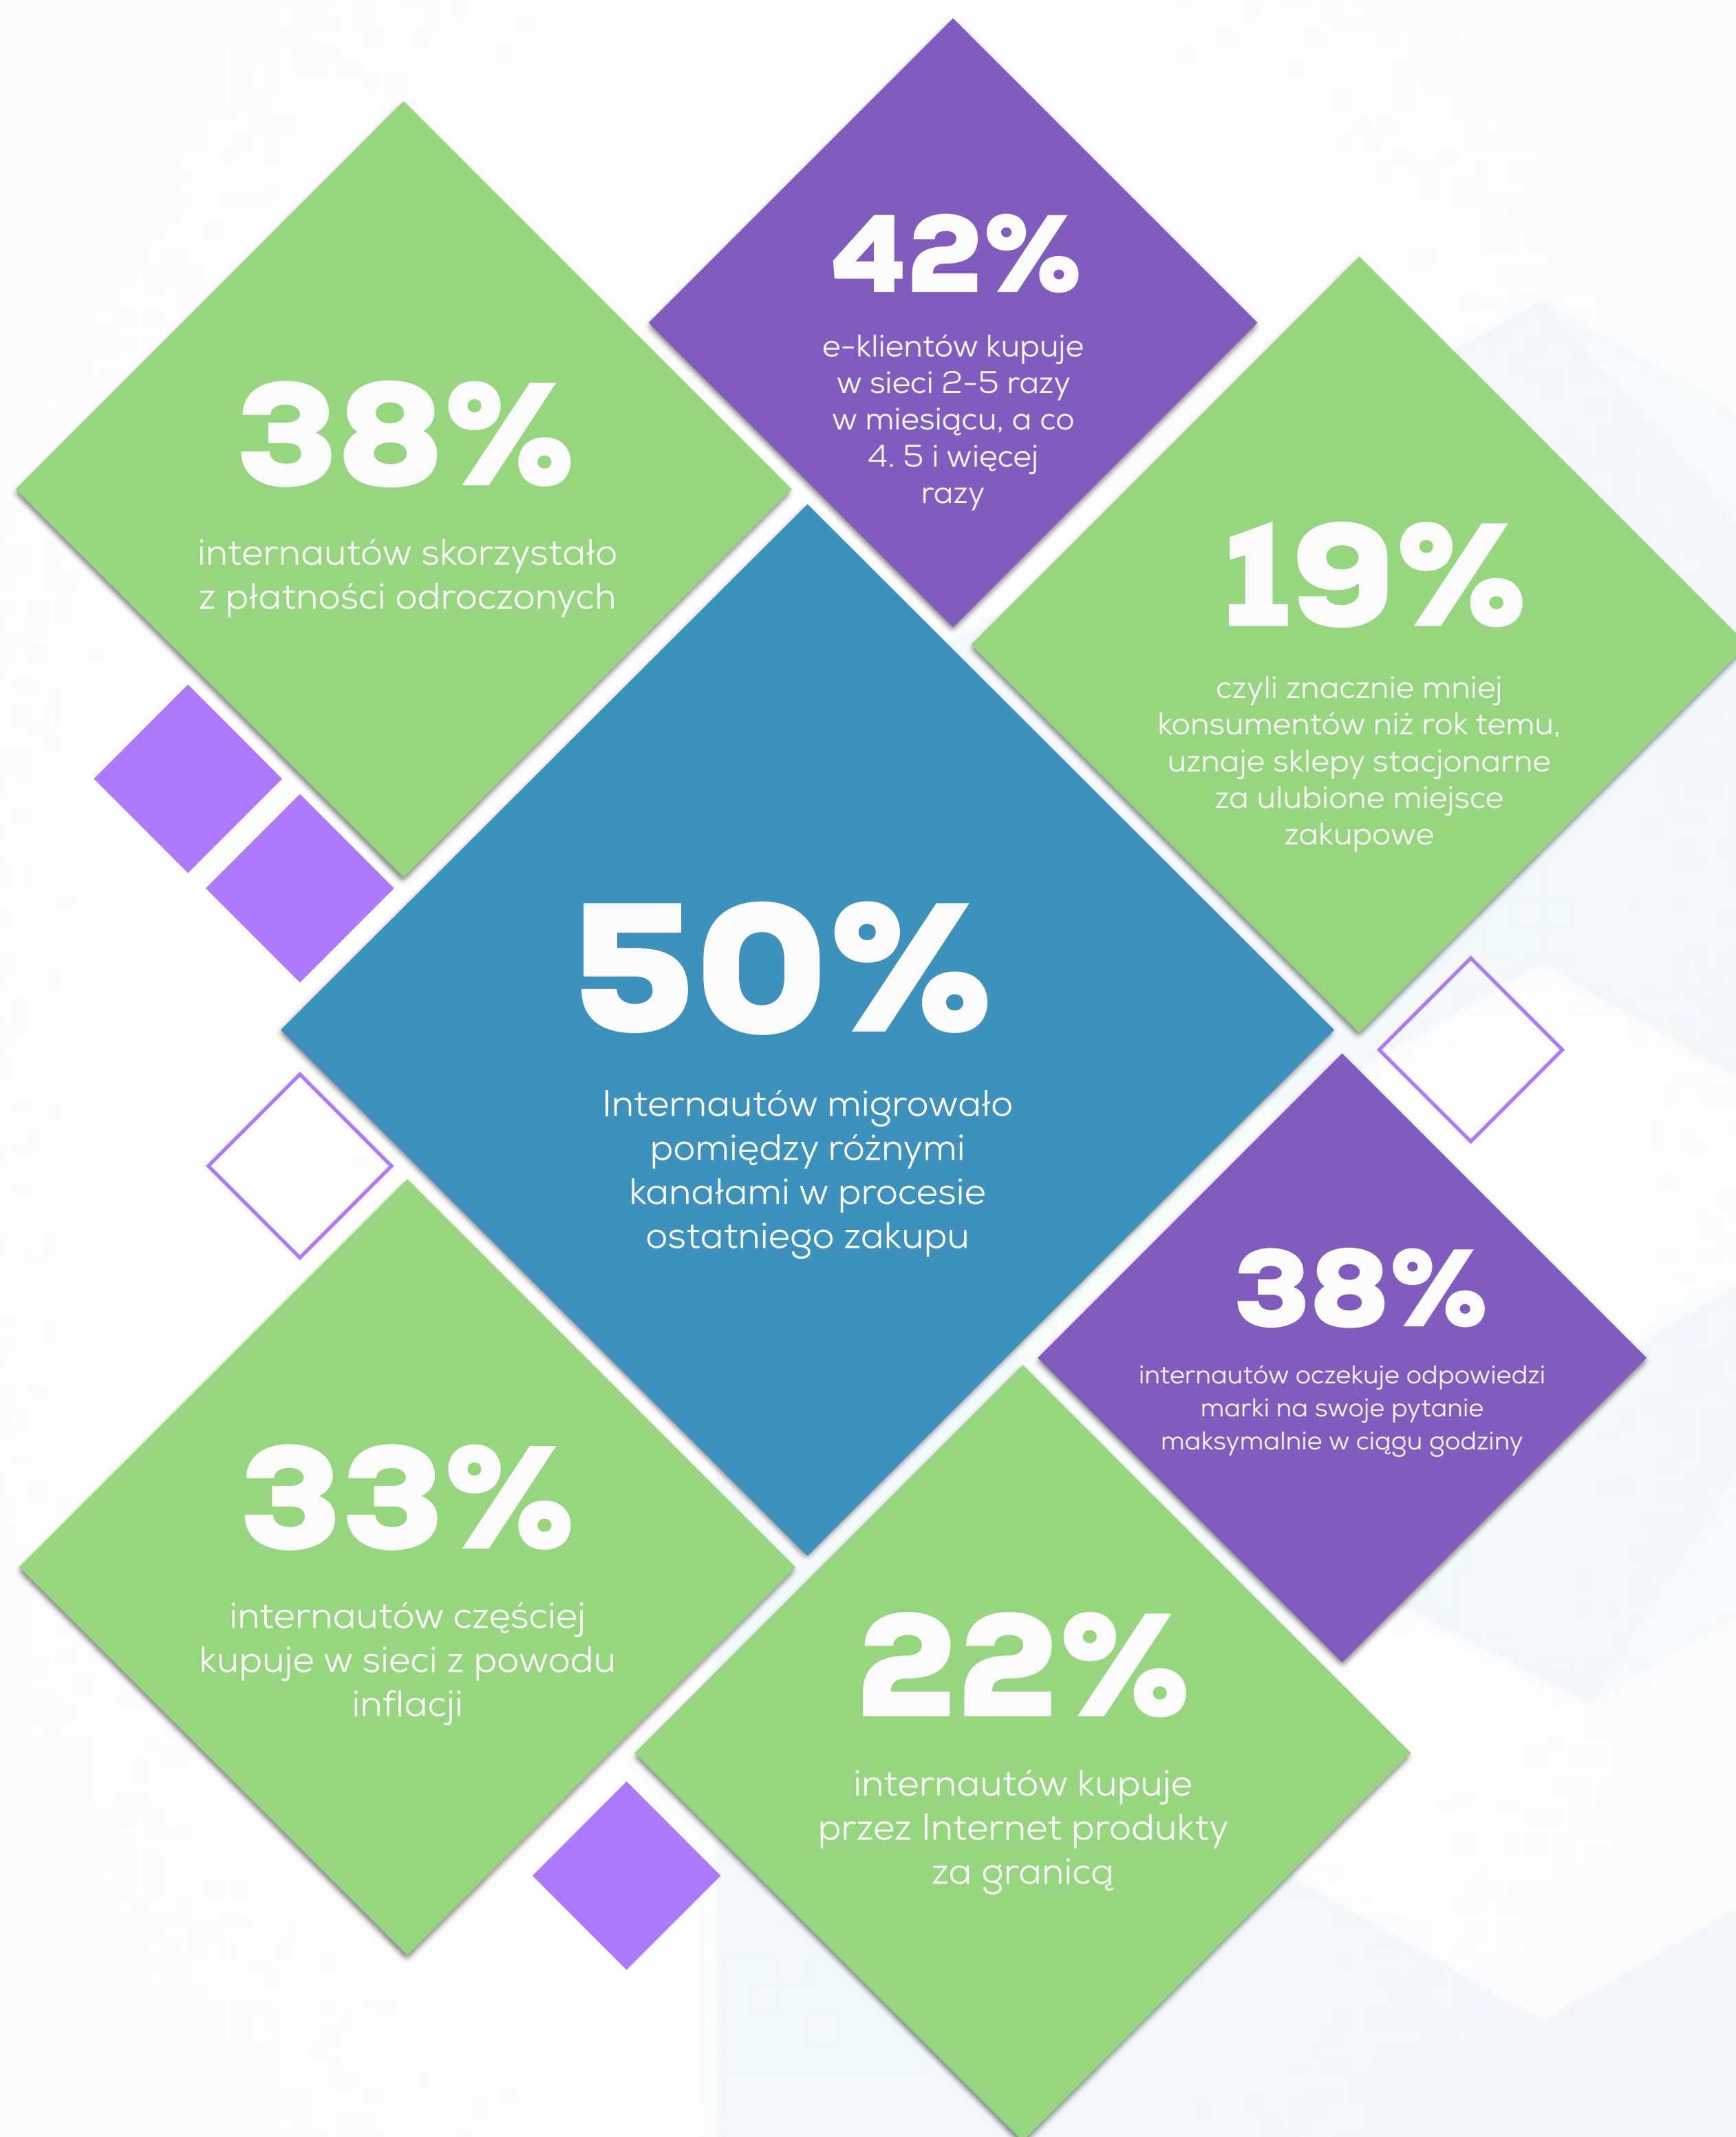 42%
e-klientów kupuje
w sieci 2-5 razy
w miesiącu, a co
4. 5 i więcej
razy
38%
internautów skorzystało
z płatności odroczonych
19%
czyli znacznie mniej
konsumentów niż rok temu,
uznaje sklepy stacjonarne
za ulubione miejsce
zakupowe
50%
Internautów migrowało
pomiędzy różnymi
kanałami w procesie
ostatniego zakupu
38%
internautów oczekuje odpowiedzi
marki na swoje pytanie
maksymalnie w ciągu godziny
33%
internautów częściej
kupuje w sieci z powodu
inflacji
22%
internautów kupuje
przez Internet produkty
za granicą